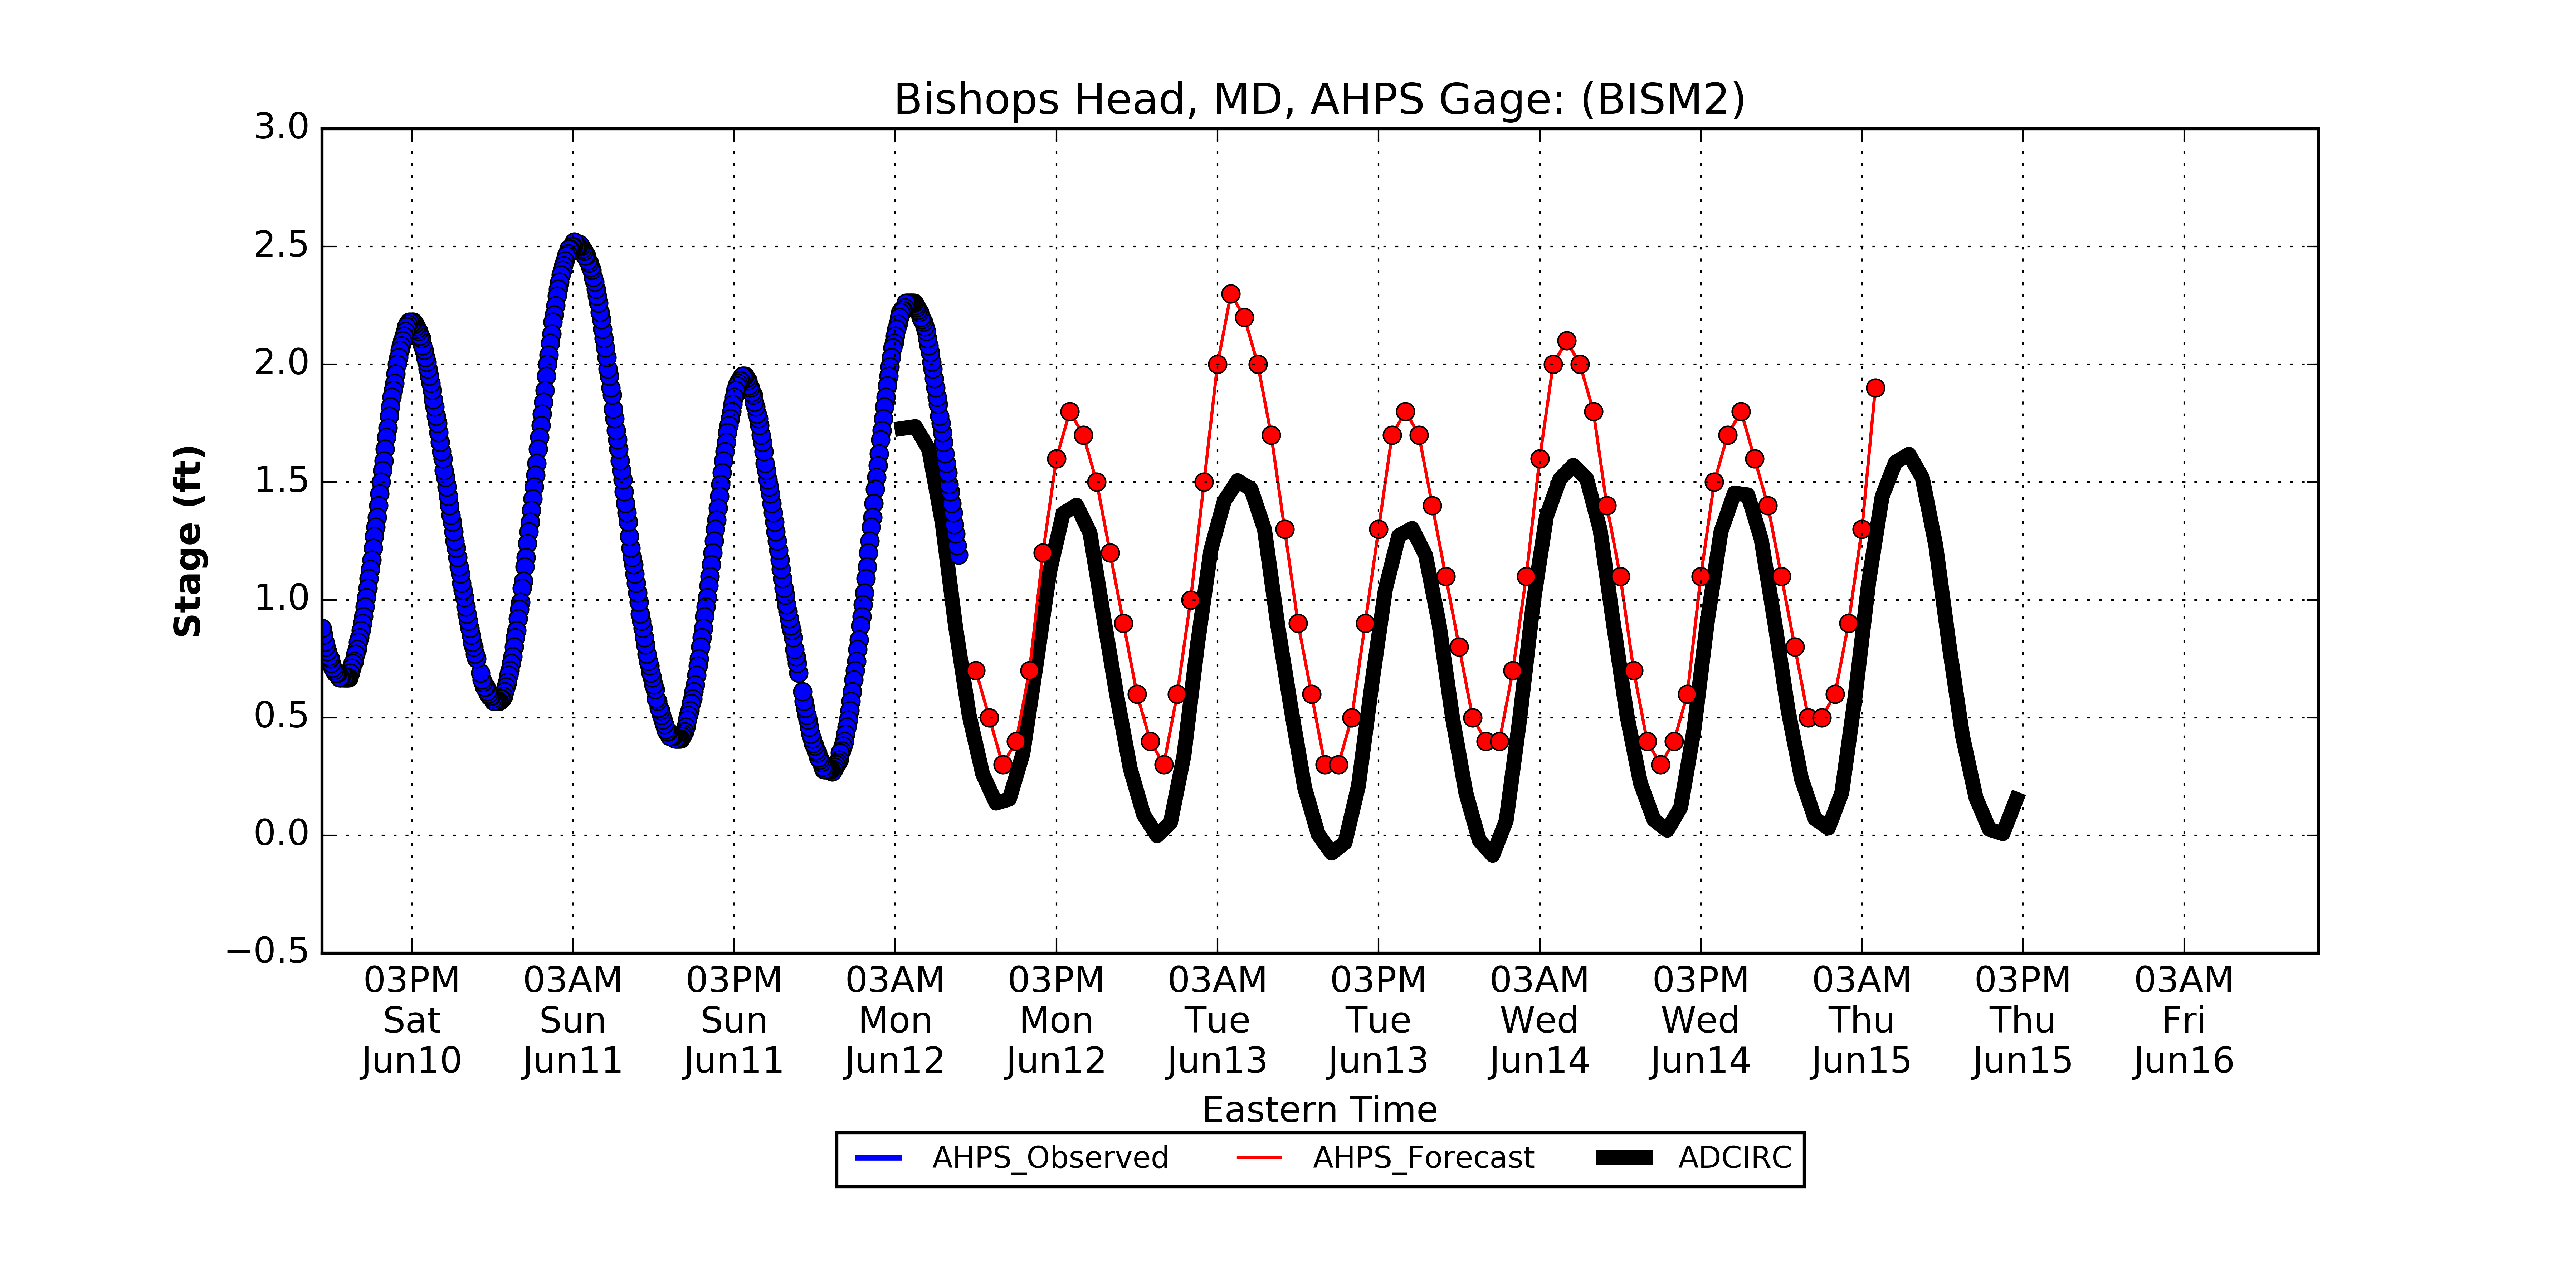 Bishops Head, MD, AHPS Gage: (BISM2)
3.0
2.5
2.0
1.5
1.0
0.5
0.0
−0.5
Stage (ft)
03PM 03AM 03PM 03AM 03PM 03AM 03PM 03AM 03PM 03AM 03PM 03AM
Sat Sun Sun Mon Mon Tue Tue Wed Wed Thu Thu Fri
Jun10 Jun11 Jun11 Jun12 Jun12 Jun13 Jun13 Jun14 Jun14 Jun15 Jun15 Jun16
Eastern Time
AHPS_Observed AHPS_Forecast ADCIRC